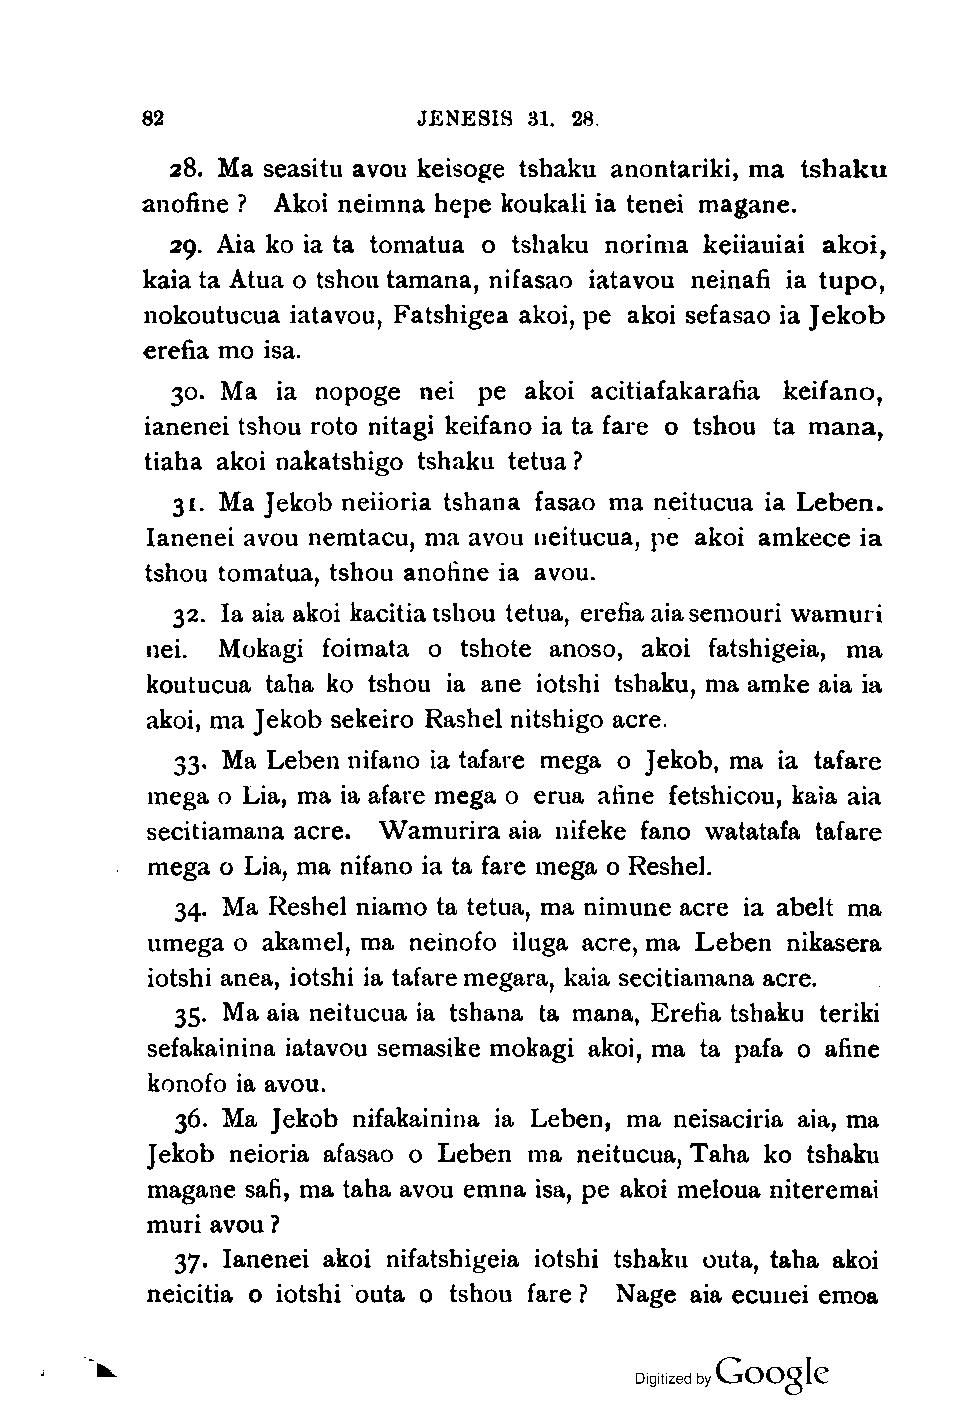 82 JENESIS 31. 28.
28. Ma seasitu avou keisoge tshaku anontariki, ma tshaku
anofine ? Akoi neimna hepe koukali ia tenei magane.
29. Aia ko ia ta tomatua o tshaku norima keiiauiai akoi,
kaia ta Atua o tshou tamana, nifasao iatavou neinafi ia tupo,
nokoutucua iatavou, Fatshigea akoi, pe akoi sefasao ia Jekob
erefia mo isa.
30. Ma ia nopoge nei pe akoi acitiafakarafia keifano,
ianenei tshou roto nitagi keifano ia ta fare o tshou ta mana,
tiaha akoi nakatshigo tshaku tetua ?
31. Ma Jekob neiioria tshana fasao ma neitucua ia Leben.
Ianenei avou nemtacu, ma avou neitucua, pe akoi amkece ia
tshou tomatua, tshou anofine ia avou.
32. Ia aia akoi kacitia tshou tetua, erefia aia semouri wamuri
nei. Mokagi foimata o tshote anoso, akoi fatshigeia, ma
koutucua taha ko tshou ia ane iotshi tshaku, ma amke aia ia
akoi, ma Jekob sekeiro Rashel nitshigo acre.
33. Ma Leben nifano ia tafare mega o Jekob, ma ia tafare
mega o Lia, ma ia afare mega o erua afine fetshicou, kaia aia
secitiamana acre. Wamurira aia nifeke fano watatafa tafare
mega o Lia, ma nifano ia ta fare mega o Reshel.
34. Ma Reshel niamo ta tetua, ma nimune acre ia abelt ma
umega o akamel, ma neinofo iluga acre, ma Leben nikasera
iotshi anea, iotshi ia tafare megara, kaia secitiamana acre.
35. Ma aia neitucua ia tshana ta mana, Erefia tshaku teriki
sefakainina iatavou semasike mokagi akoi, ma ta pafa o afine
konofo ia avou.
36. Ma Jekob nifakainina ia Leben, ma neisaciria aia, ma
Jekob neioria afasao o Leben ma neitucua, Taha ko tshaku
magane safi, ma taha avou emna isa, pe akoi meloua niteremai
muri avou ?
37. Ianenei akoi nifatshigeia iotshi tshaku outa, taha akoi
neicitia o iotshi outa o tshou fare ? Nage aia ecunei emoa
Digitized by Google